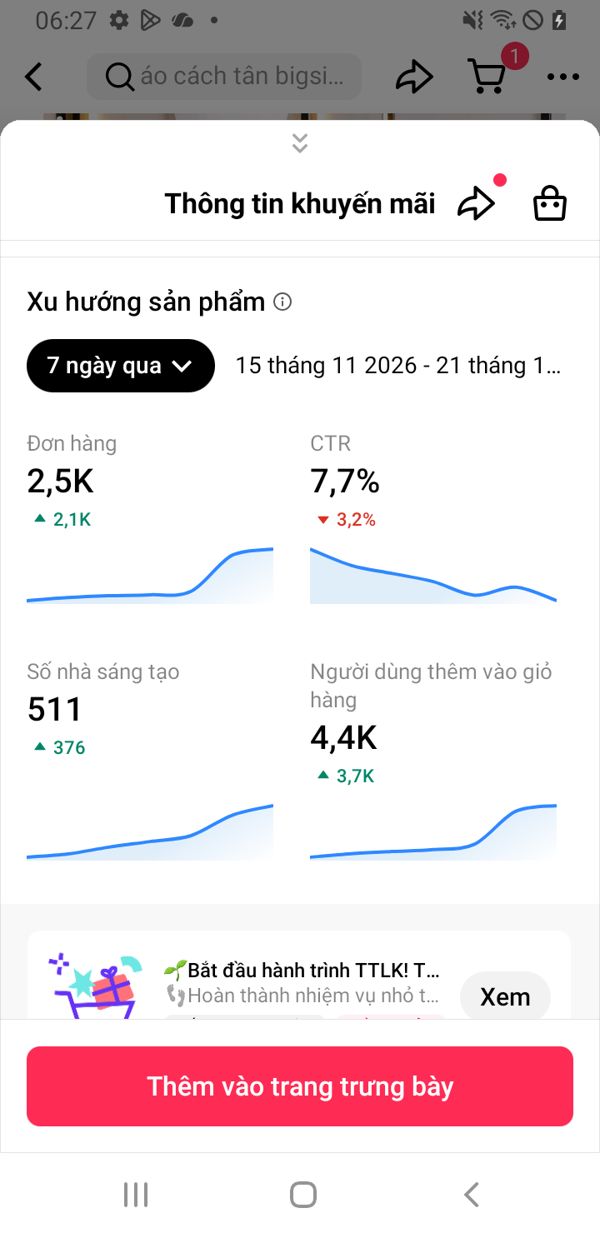 06:27
áo cách tân bigsi...
1
Thông tin khuyến mãi
Xu hướng sản phẩm
7 ngày qua
15 tháng 11 2026 - 21 tháng 1...
Đơn hàng
CTR
2,5K
7,7%
2,1K
3,2%
Số nhà sáng tạo
Người dùng thêm vào giỏ
hàng
511
4,4K
376
3,7K
🌱Bắt đầu hành trình TTLK! T...
👣Hoàn thành nhiệm vụ nhỏ t...
Xem
Thêm vào trang trưng bày